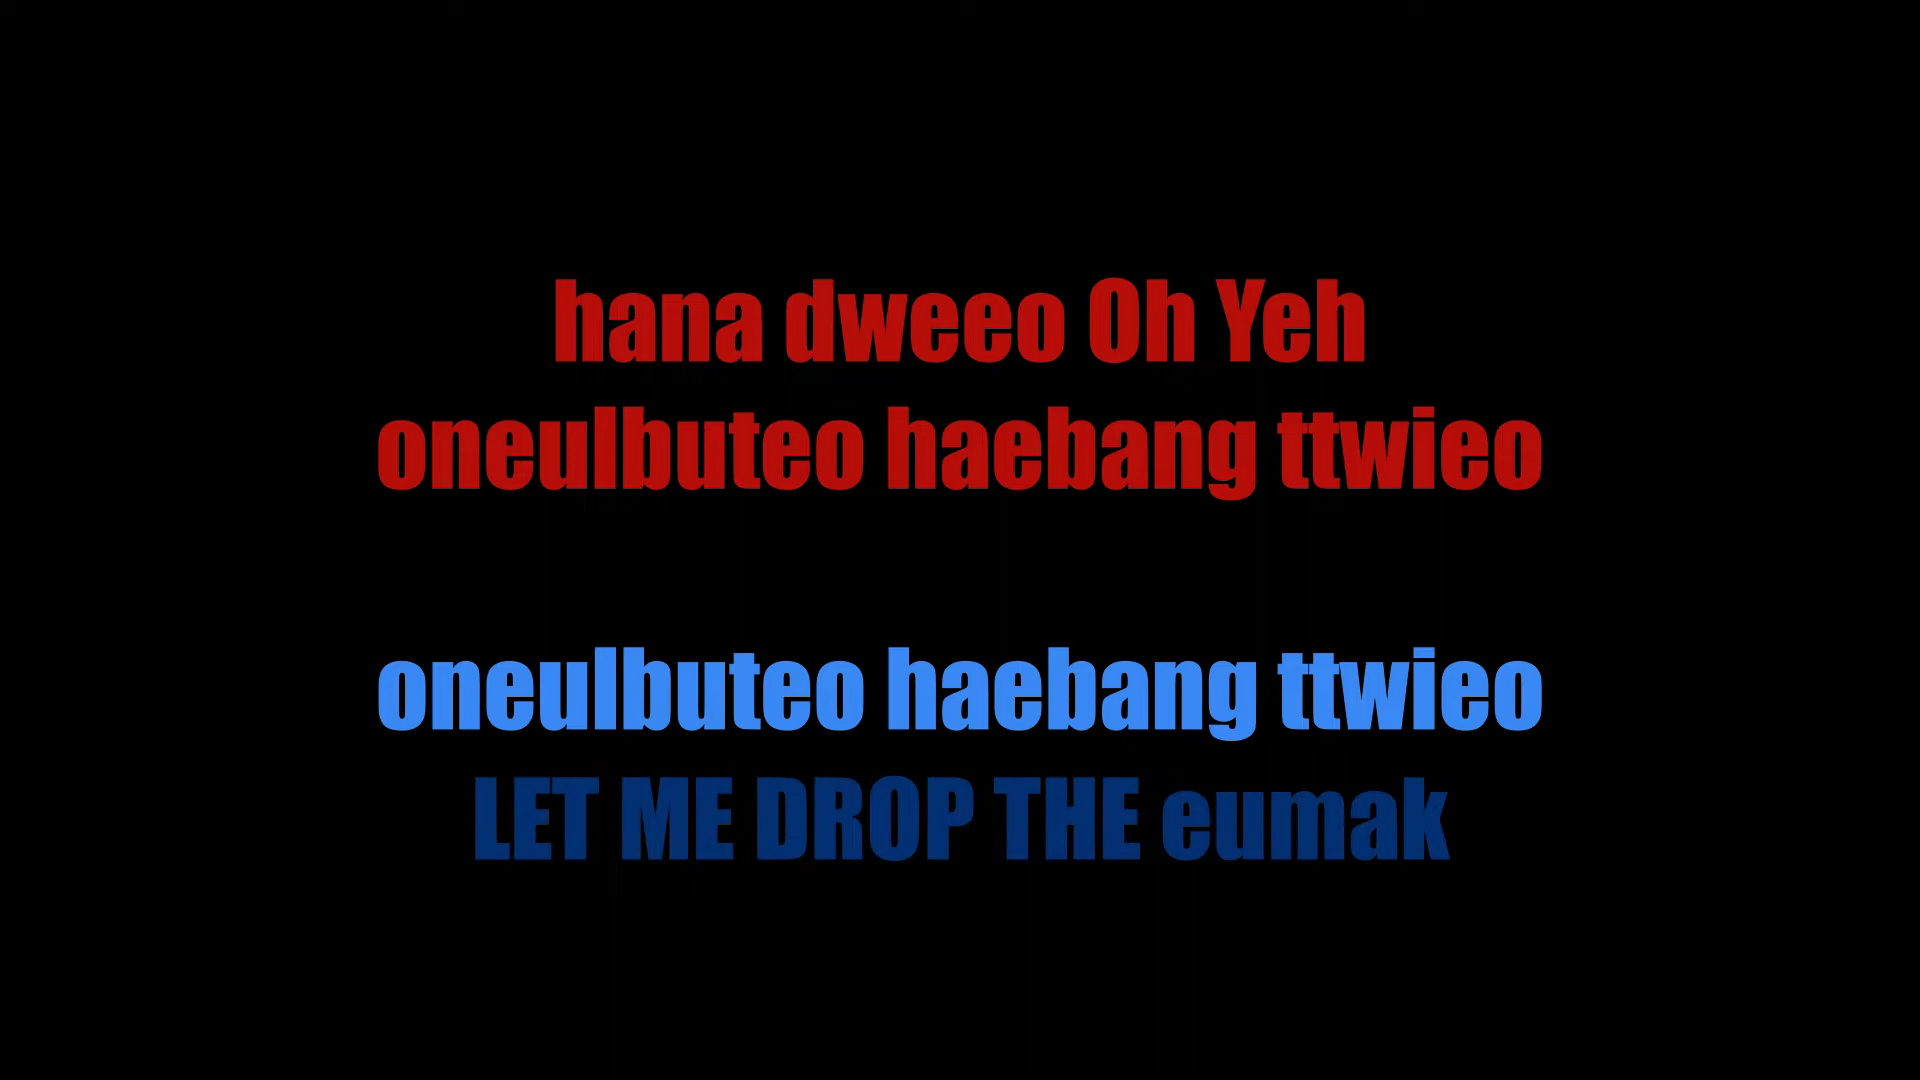 hana dweeo Oh Yeh
oneulbuteo haebang ttwieo
oneulbuteo haebang ttwieo
LET ME DROP THE eumak